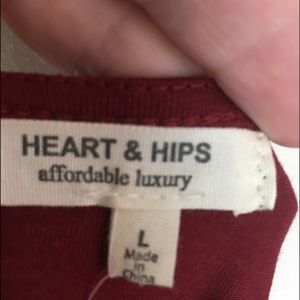 HEART & HIPS
affordable luxury
L
Made
in
China